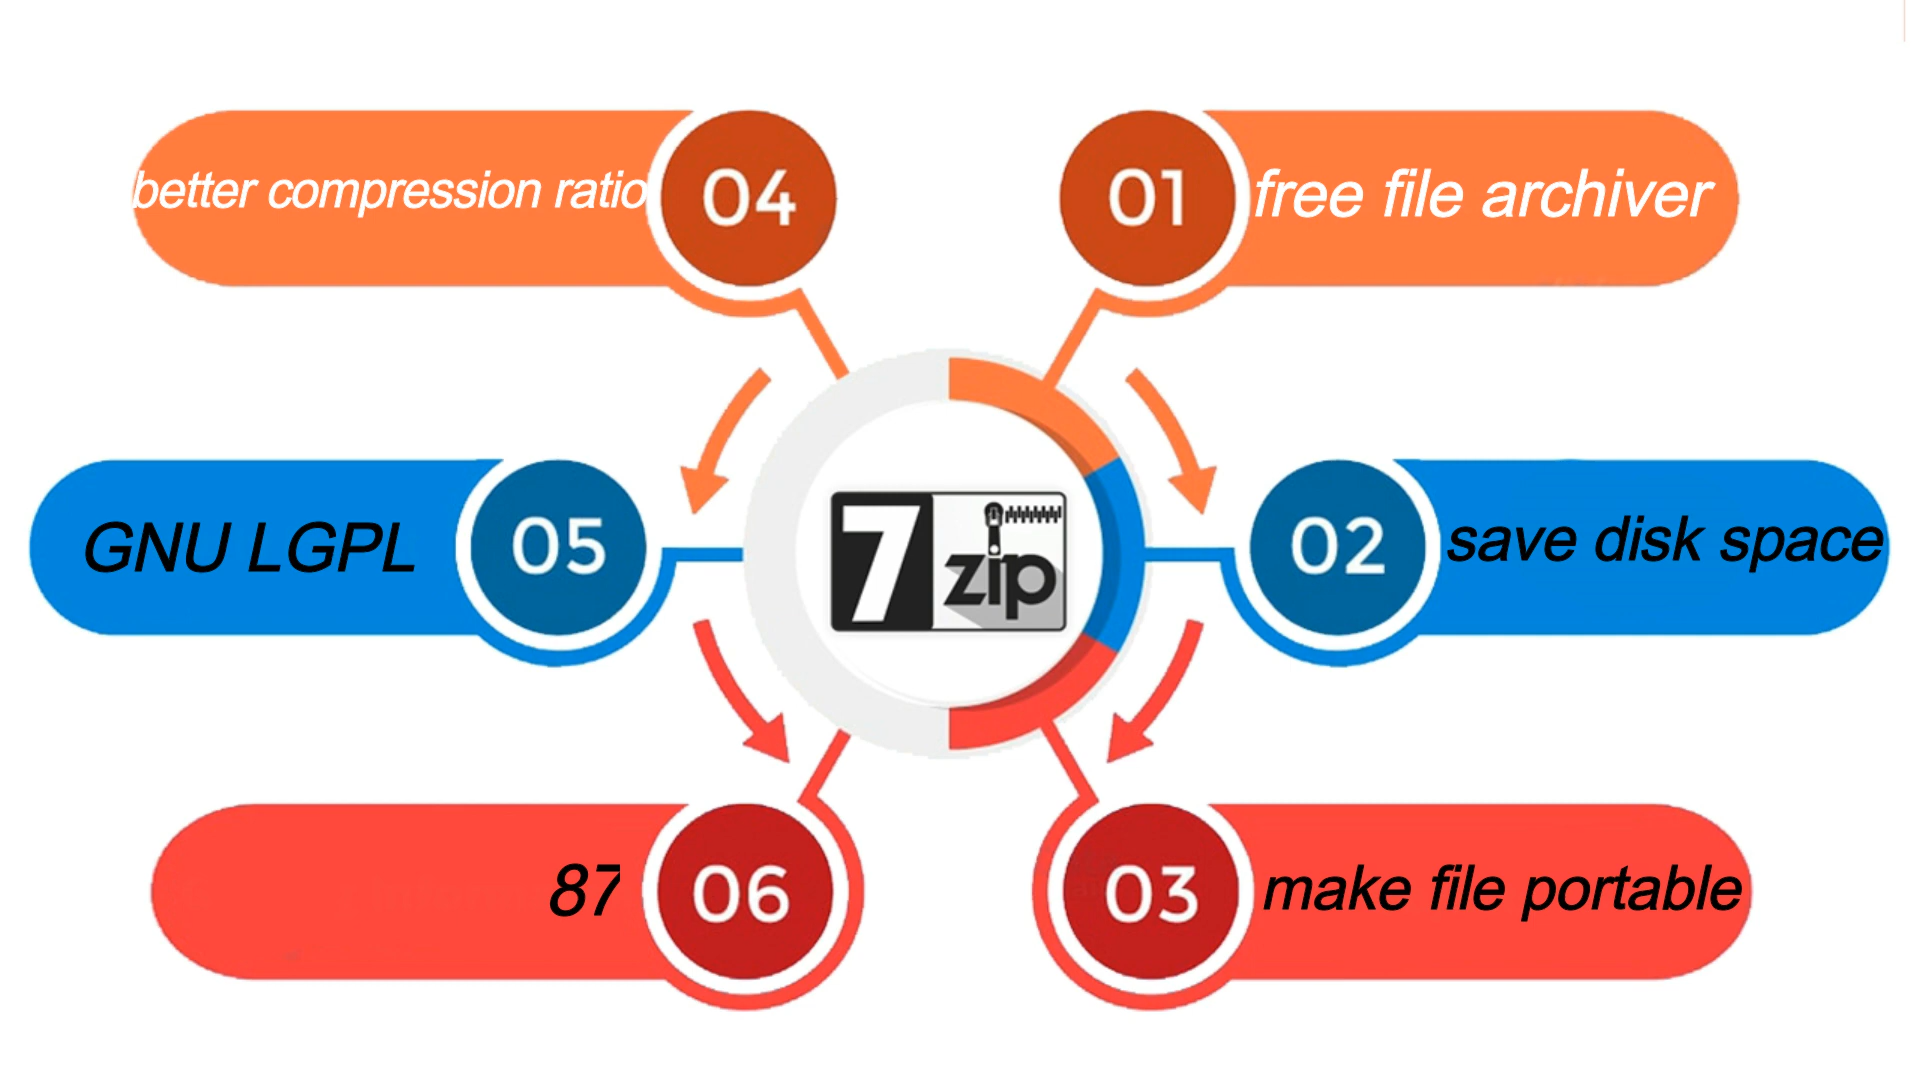 04
better compression ratio
01
free file archiver
GNU LGPL
05
7
zip
02
save disk space
87
06
03
make file portable